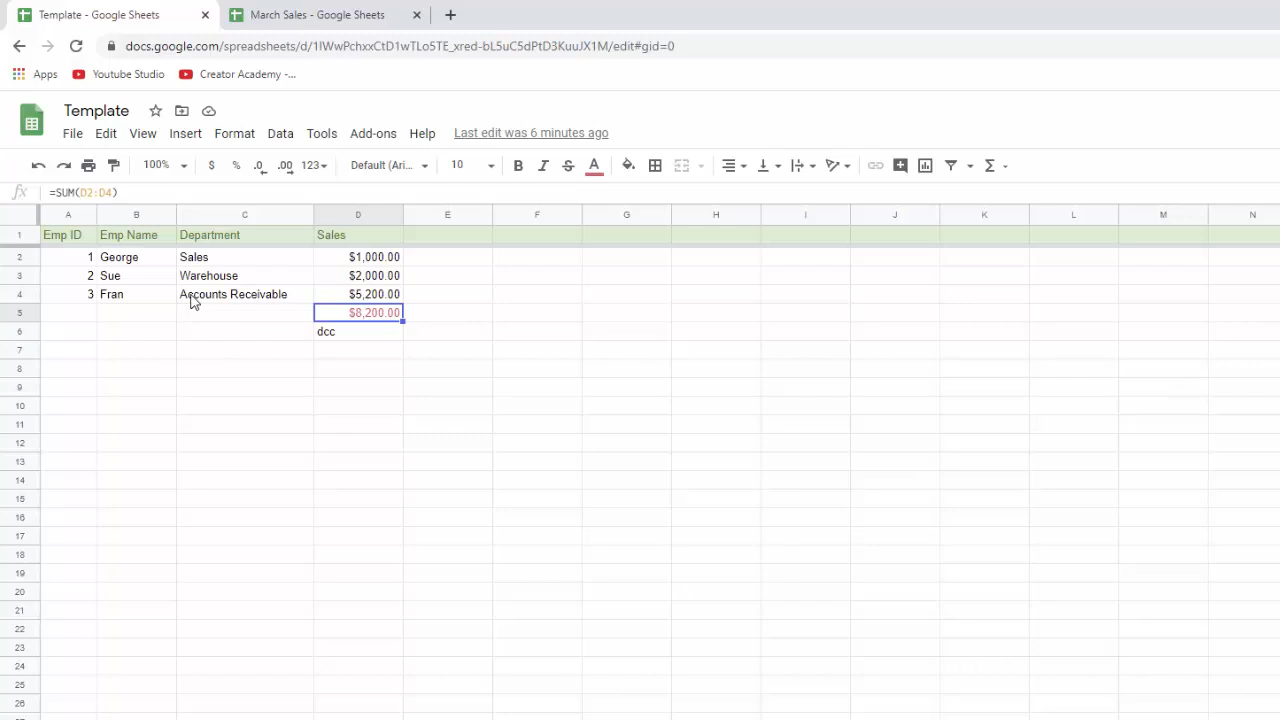 Template - Google Sheets
March Sales - Google Sheets
docs.google.com/spreadsheets/d/1lWwPchxxCtD1wTLo5TE_xred-bL5uC5dPtD3KuuJX1M/edit#gid=0
Apps Youtube Studio Creator Academy -...
Template
File Edit View Insert Format Data Tools Add-ons Help Last edit was 6 minutes ago
100% $ % .0 .00 123 Default (Ari... 10 B I S A Σ
fx =SUM(D2:D4)
A B C D E F G H I J K L M N
1 Emp ID Emp Name Department Sales
2 1 George Sales $1,000.00
3 2 Sue Warehouse $2,000.00
4 3 Fran Accounts Receivable $5,200.00
5 $8,200.00
6 dcc
7
8
9
10
11
12
13
14
15
16
17
18
19
20
21
22
23
24
25
26